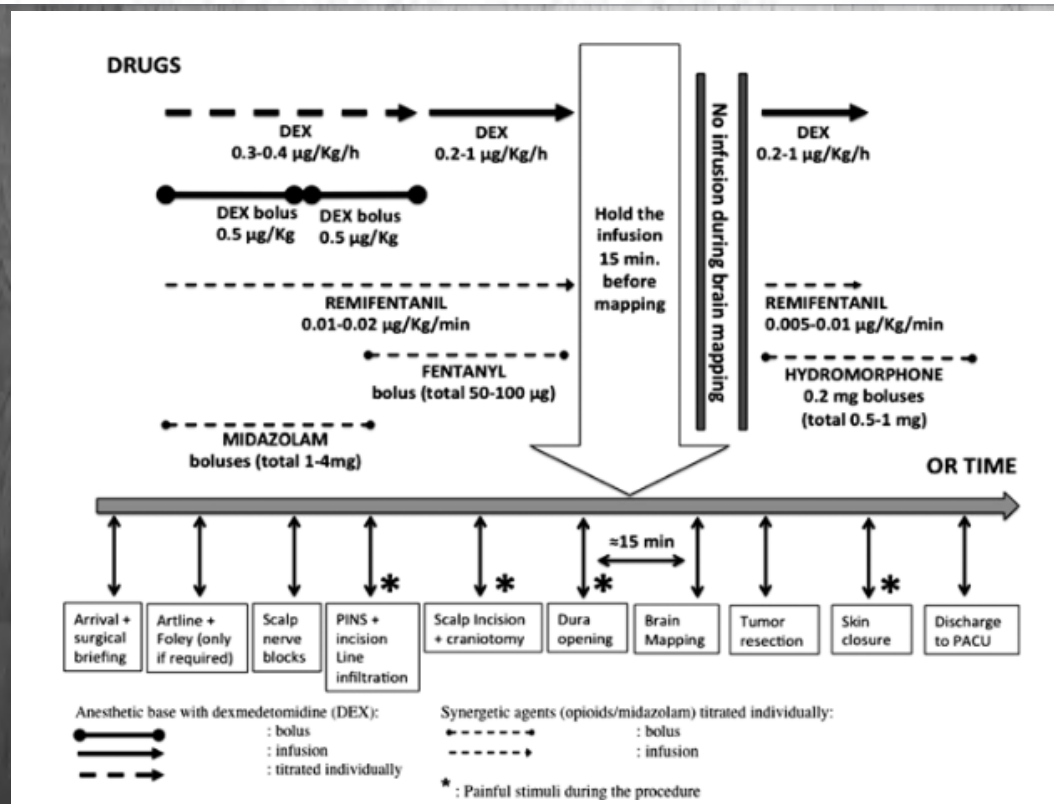 DRUGS
DEX
0.3-0.4 µg/Kg/h
DEX
0.2-1 µg/Kg/h
DEX
0.2-1 µg/Kg/h
DEX bolus
0.5 µg/Kg
DEX bolus
0.5 µg/Kg
Hold the
infusion
15 min.
before
mapping
No infusion during brain mapping
REMIFENTANIL
0.01-0.02 µg/Kg/min
REMIFENTANIL
0.005-0.01 µg/Kg/min
FENTANYL
bolus (total 50-100 µg)
HYDROMORPHONE
0.2 mg boluses
(total 0.5-1 mg)
MIDAZOLAM
boluses (total 1-4mg)
OR TIME
≈15 min
*
*
*
*
Arrival +
surgical
briefing
Artline +
Foley (only
if required)
Scalp
nerve
blocks
PINS +
incision
Line
infiltration
Scalp Incision
+ craniotomy
Dura
opening
Brain
Mapping
Tumor
resection
Skin
closure
Discharge
to PACU
Anesthetic base with dexmedetomidine (DEX):
: bolus
: infusion
: titrated individually
Synergetic agents (opioids/midazolam) titrated individually:
: bolus
: infusion
* : Painful stimuli during the procedure